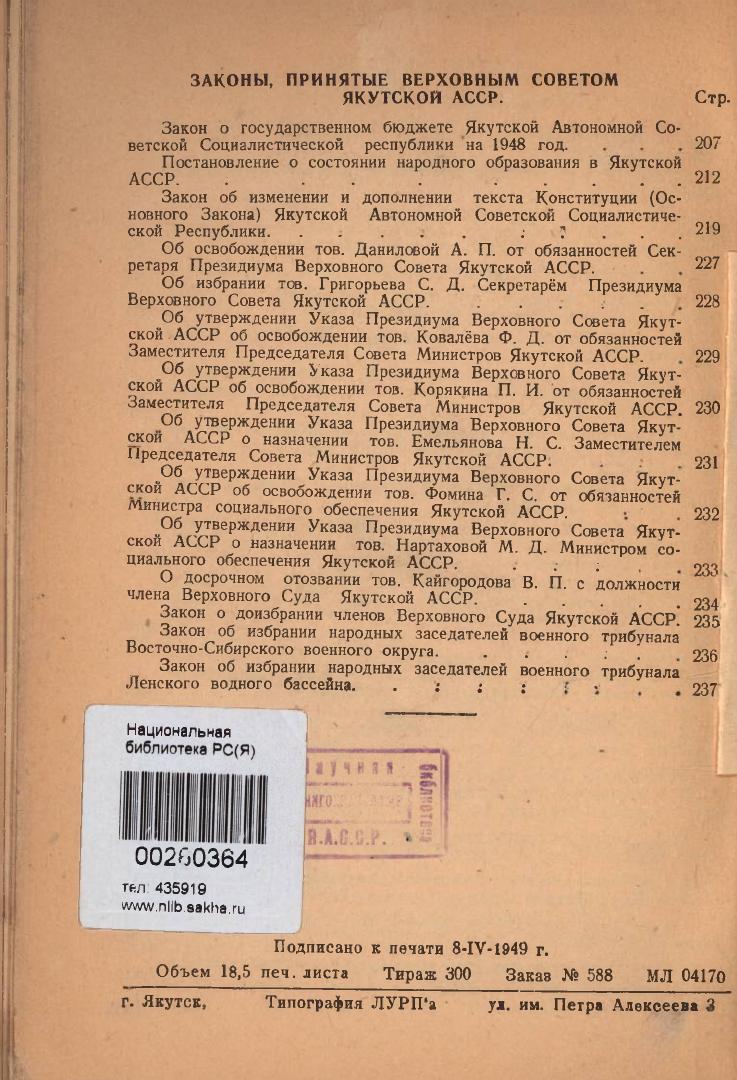 ЗАКОНЫ, ПРИНЯТЫЕ ВЕРХОВНЫМ СОВЕТОМ
ЯКУТСКОЙ АССР.
Стр.
Закон о государственном бюджете Якутской Автономной Со-
ветской Социалистической республики на 1948 год. . . . 207
Постановление о состоянии народного образования в Якутской
АССР. . . . . . . . . . 212
Закон об изменении и дополнении текста Конституции (Ос-
новного Закона) Якутской Автономной Советской Социалистиче-
ской Республики. . . . . . . . . . 219
Об освобождении тов. Даниловой А. П. от обязанностей Сек-
ретаря Президиума Верховного Совета Якутской АССР. . . 227
Об избрании тов. Григорьева С. Д. Секретарём Президиума
Верховного Совета Якутской АССР. . . . . . . 228
Об утверждении Указа Президиума Верховного Совета Якут-
ской АССР об освобождении тов. Ковалёва Ф. Д. от обязанностей
Заместителя Председателя Совета Министров Якутской АССР. . 229
Об утверждении Указа Президиума Верховного Совета Якут-
ской АССР об освобождении тов. Корякина П. И. от обязанностей
Заместителя Председателя Совета Министров Якутской АССР. 230
Об утверждении Указа Президиума Верховного Совета Якут-
ской АССР о назначении тов. Емельянова Н. С. Заместителем
Председателя Совета Министров Якутской АССР. . . . 231
Об утверждении Указа Президиума Верховного Совета Якут-
ской АССР об освобождении тов. Фомина Г. С. от обязанностей
Министра социального обеспечения Якутской АССР. . . 232
Об утверждении Указа Президиума Верховного Совета Якут-
ской АССР о назначении тов. Нартаховой М. Д. Министром со-
циального обеспечения Якутской АССР. . . . . . 233
О досрочном отозвании тов. Кайгородова В. П. с должности
члена Верховного Суда Якутской АССР. . . . . . 234
Закон о доизбрании членов Верховного Суда Якутской АССР. 235
Закон об избрании народных заседателей военного трибунала
Восточно-Сибирского военного округа. . . . . . . 236
Закон об избрании народных заседателей военного трибунала
Ленского водного бассейна. . . . . . . . . 237
Национальная
библиотека РС(Я)
00260364
тел. 435919
www.nlib.sakha.ru
Научная
библиотека
Я.А.С.С.Р.
Подписано к печати 8-IV-1949 г.
Объем 18,5 печ. листа Тираж 300 Заказ № 588 МЛ 04170
г. Якутск, Типография ЛУРП'а ул. им. Петра Алексеева 3